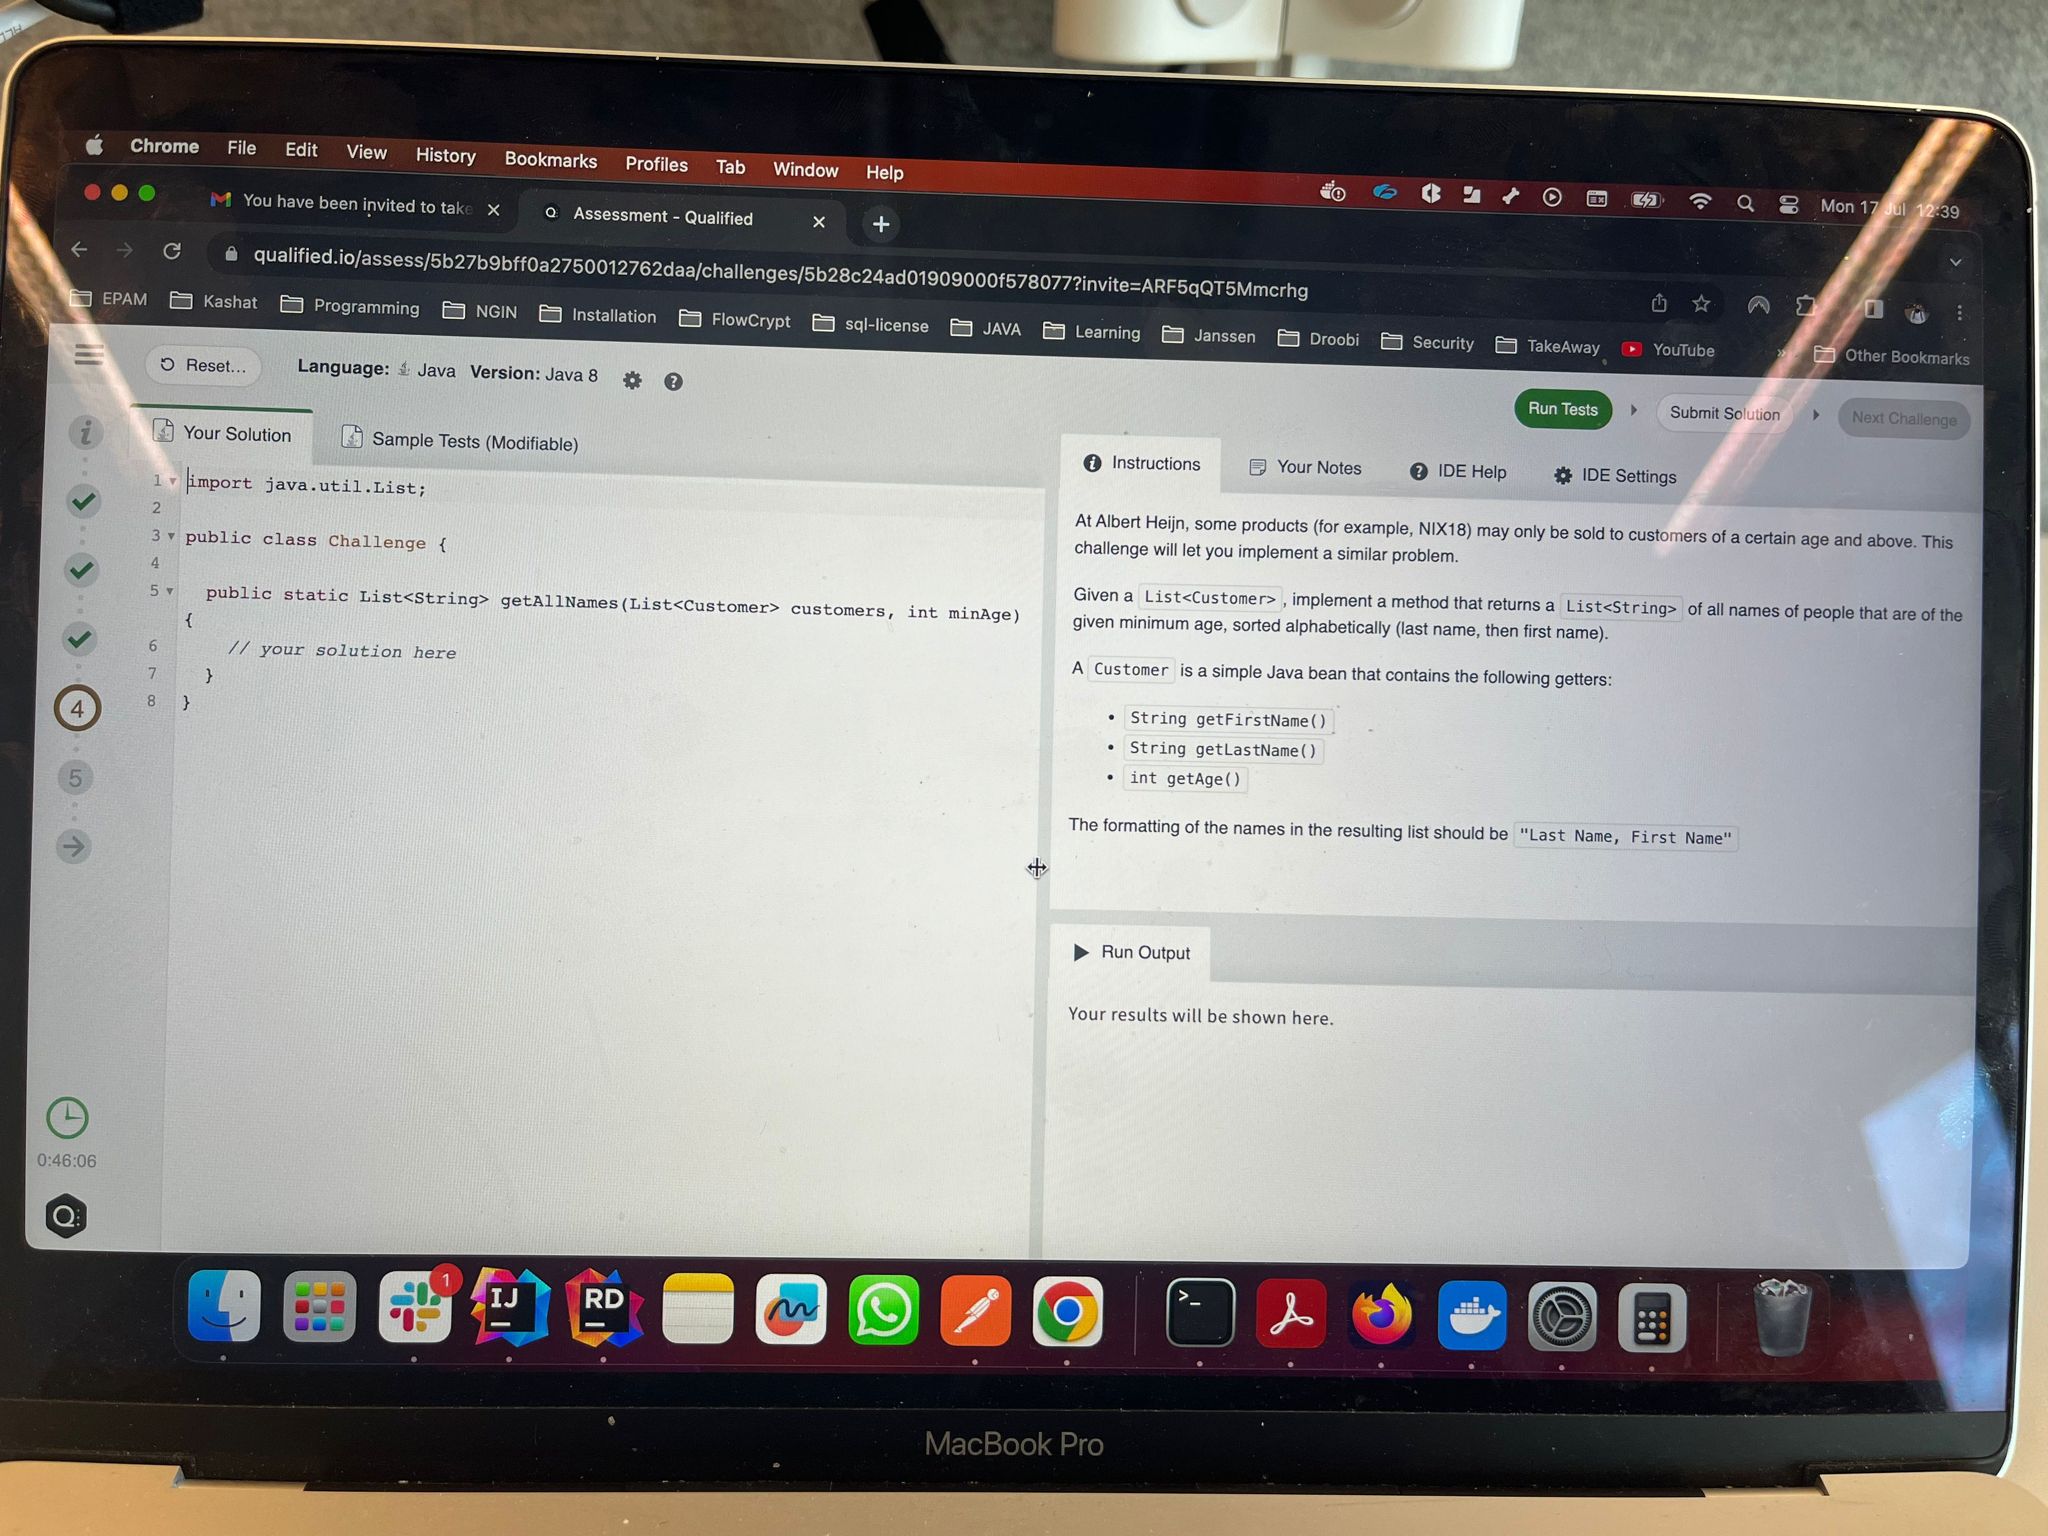 Chrome File Edit View History Bookmarks Profiles Tab Window Help
Mon 17 Jul 12:39
You have been invited to take
Assessment - Qualified
qualified.io/assess/5b27b9bff0a2750012762daa/challenges/5b28c24ad01909000f578077?invite=ARF5qQT5Mmcrhg
EPAM Kashat Programming NGIN Installation FlowCrypt sql-license JAVA Learning Janssen Droobi Security TakeAway YouTube » Other Bookmarks
Reset... Language: Java Version: Java 8
Run Tests Submit Solution Next Challenge
Your Solution Sample Tests (Modifiable)
1 import java.util.List;
2
3 public class Challenge {
4
5 public static List<String> getAllNames(List<Customer> customers, int minAge)
{
6 // your solution here
7 }
8 }
4
5
0:46:06
Q
Instructions Your Notes IDE Help IDE Settings
At Albert Heijn, some products (for example, NIX18) may only be sold to customers of a certain age and above. This
challenge will let you implement a similar problem.
Given a List<Customer>, implement a method that returns a List<String> of all names of people that are of the
given minimum age, sorted alphabetically (last name, then first name).
A Customer is a simple Java bean that contains the following getters:
• String getFirstName()
• String getLastName()
• int getAge()
The formatting of the names in the resulting list should be "Last Name, First Name"
Run Output
Your results will be shown here.
1
IJ
RD
>_
MacBook Pro